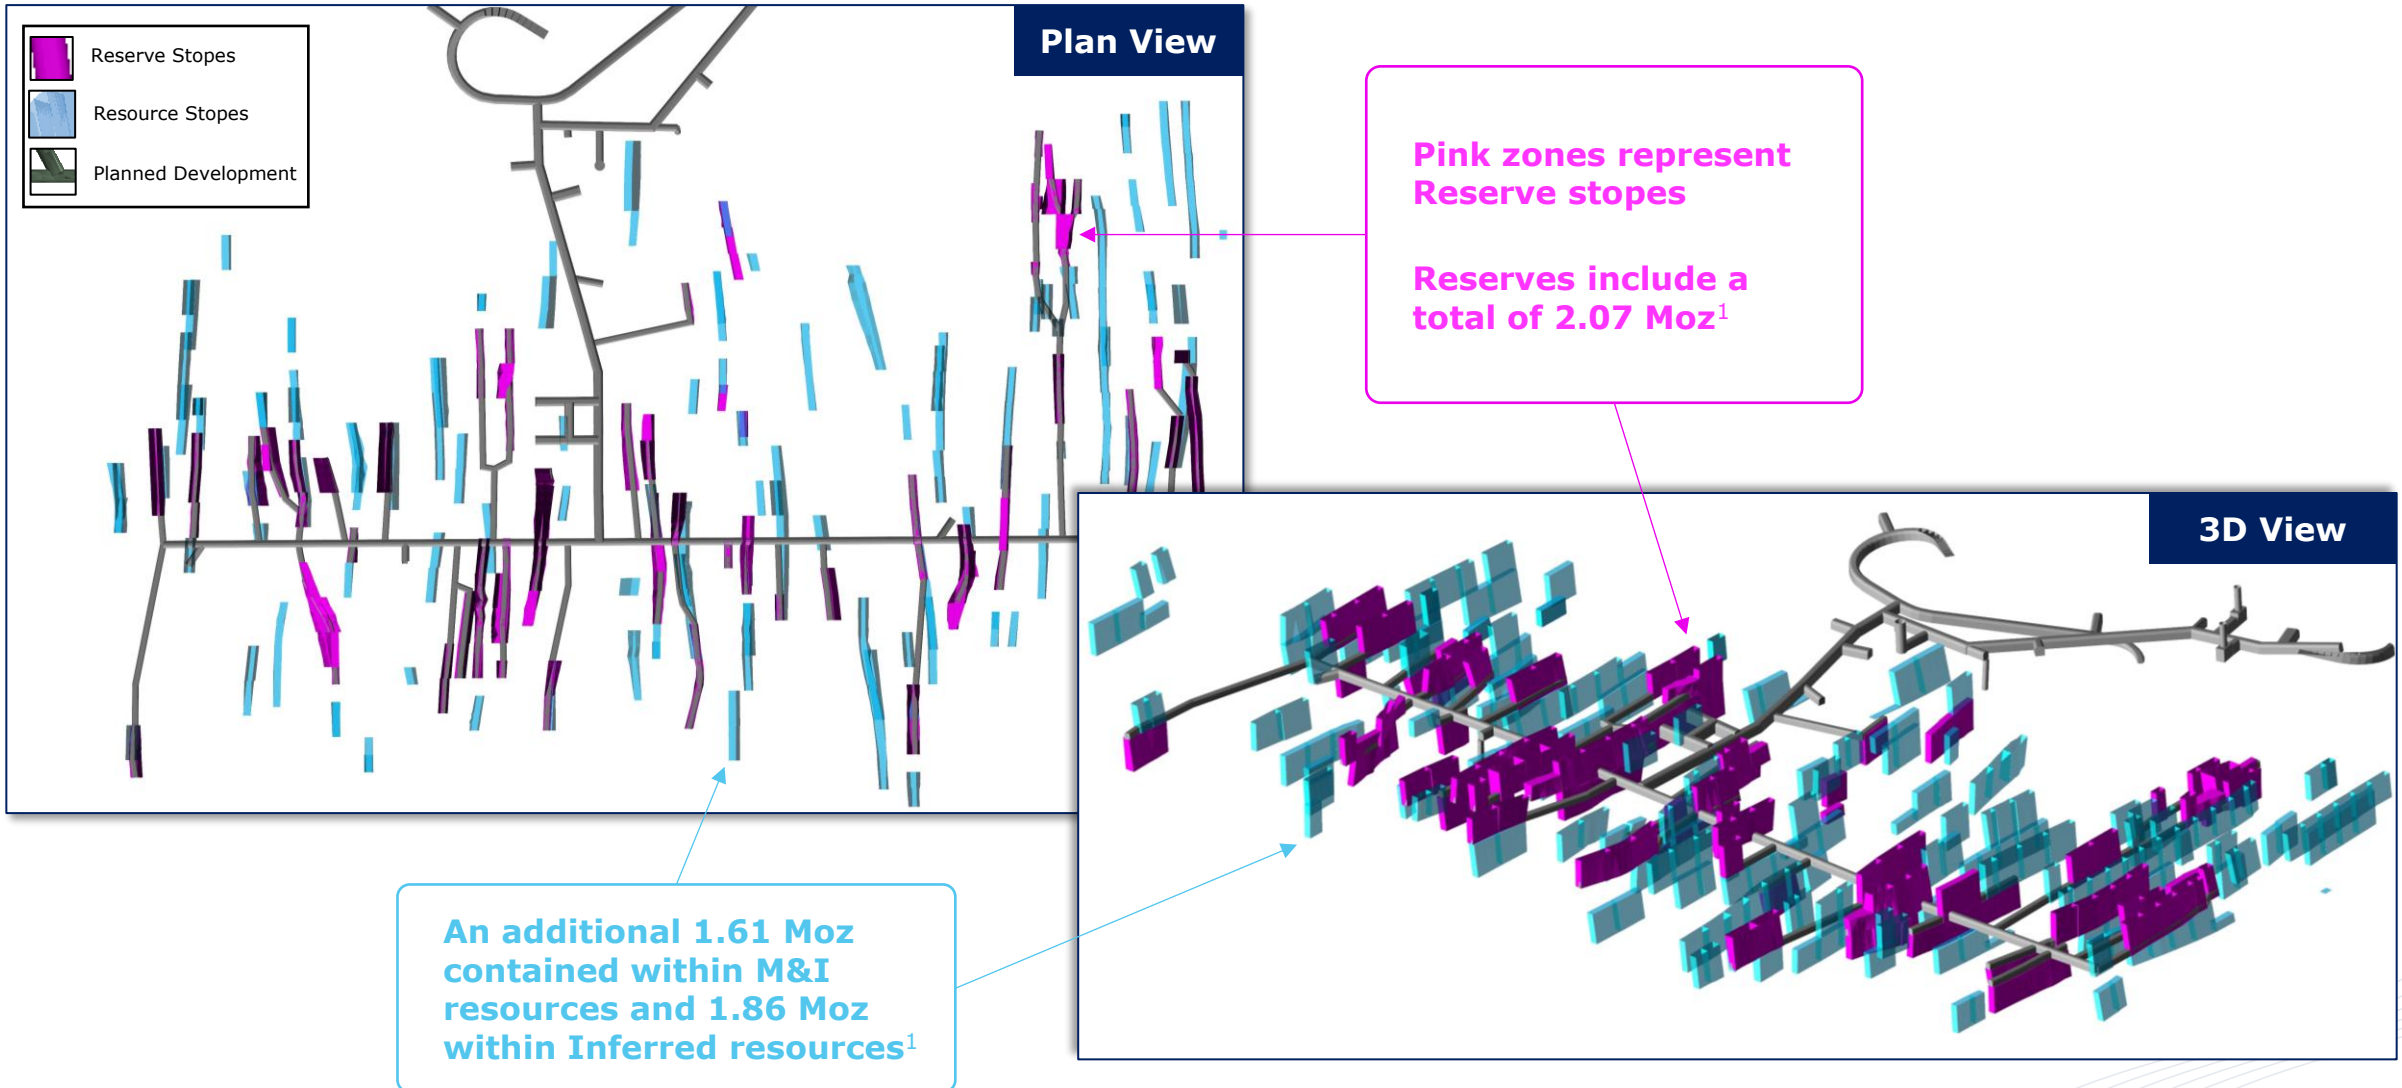 Plan View
Reserve Stopes
Resource Stopes
Planned Development
Pink zones represent
Reserve stopes
Reserves include a
total of 2.07 Moz¹
3D View
An additional 1.61 Moz
contained within M&I
resources and 1.86 Moz
within Inferred resources¹